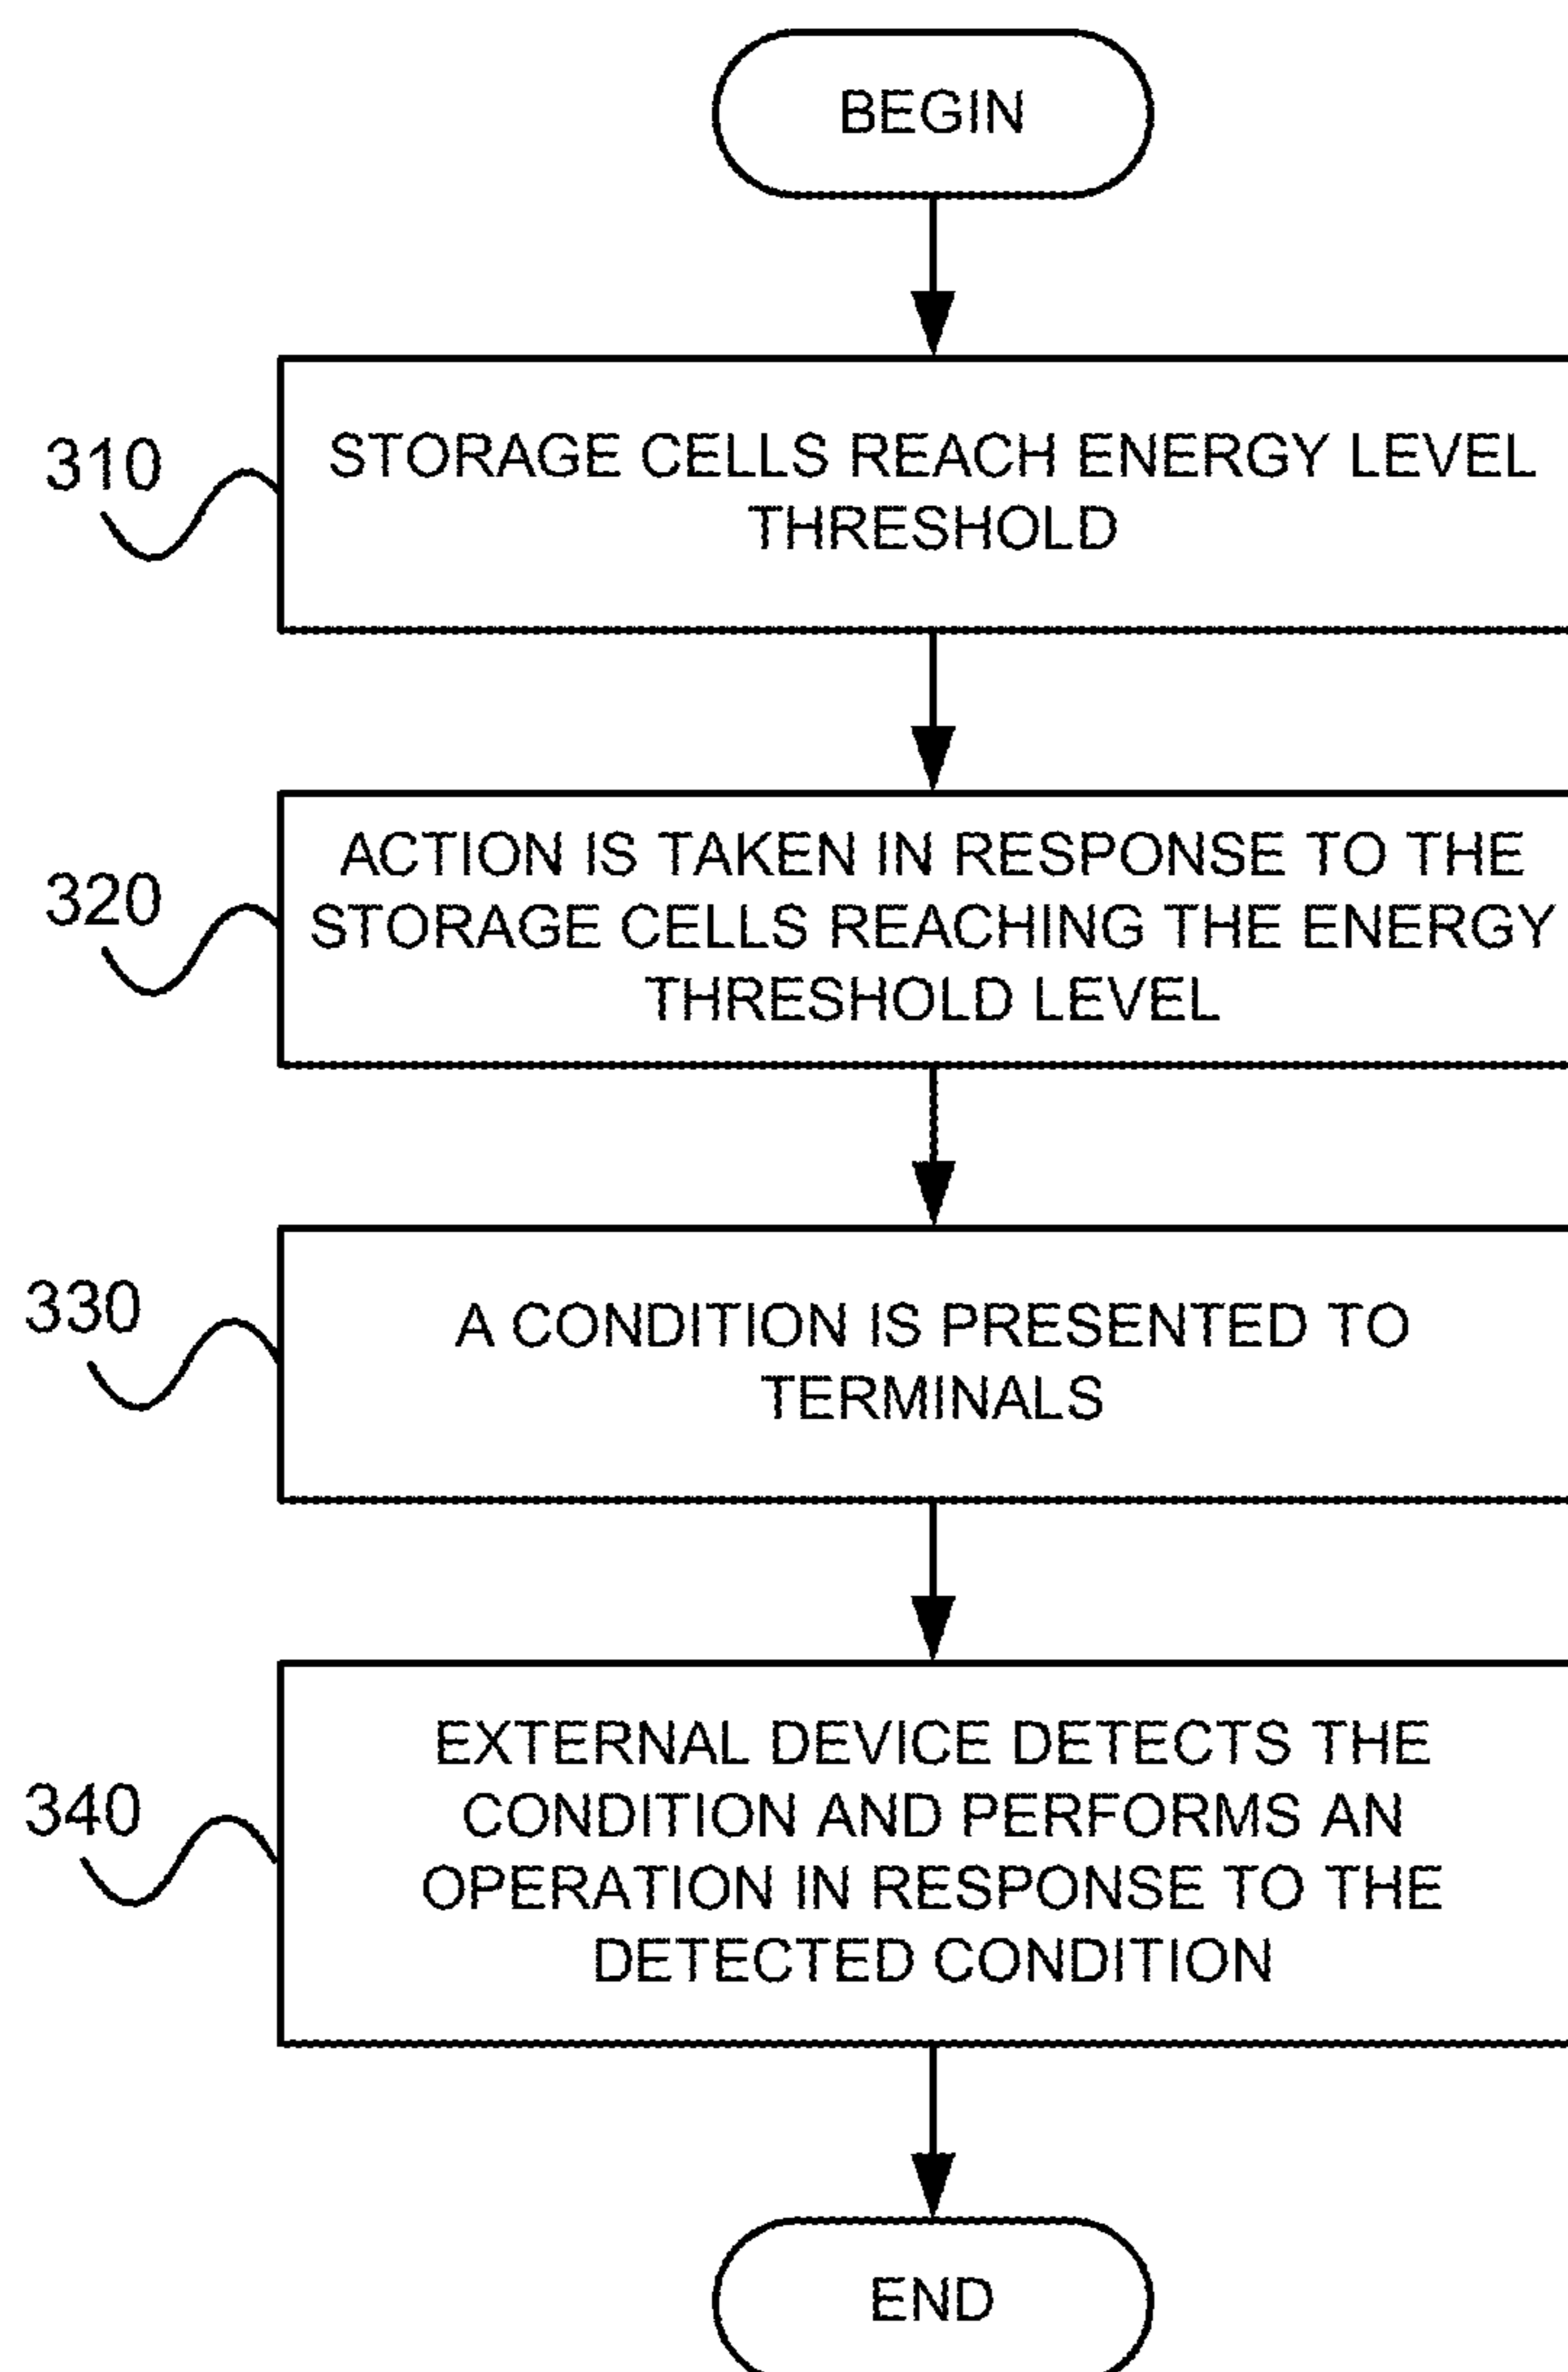 BEGIN
310
STORAGE CELLS REACH ENERGY LEVEL
THRESHOLD
320
ACTION IS TAKEN IN RESPONSE TO THE
STORAGE CELLS REACHING THE ENERGY
THRESHOLD LEVEL
330
A CONDITION IS PRESENTED TO
TERMINALS
340
EXTERNAL DEVICE DETECTS THE
CONDITION AND PERFORMS AN
OPERATION IN RESPONSE TO THE
DETECTED CONDITION
END